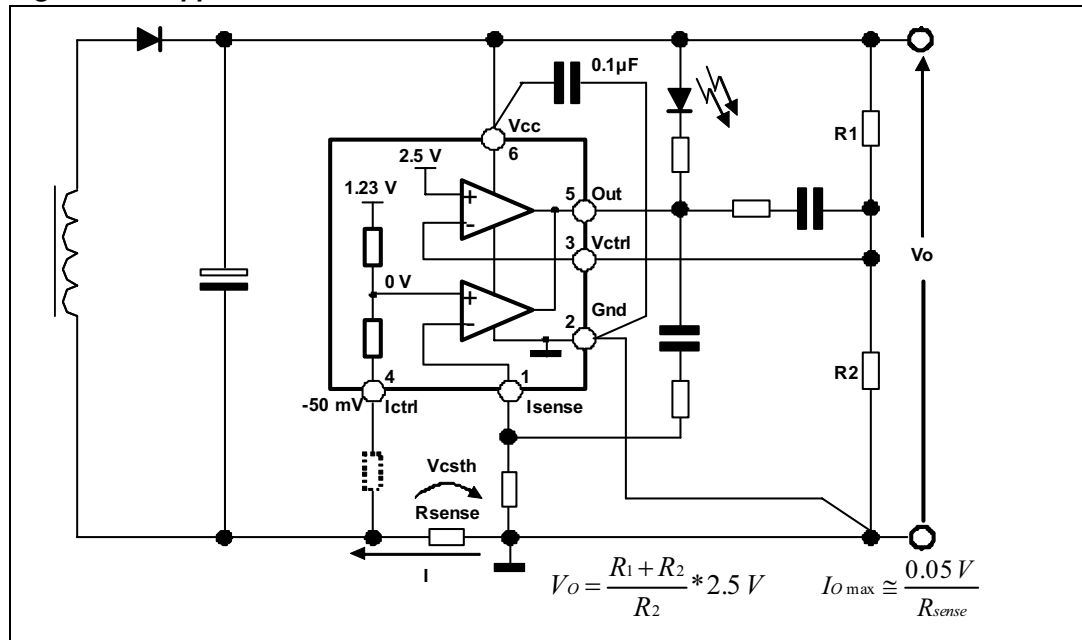 0.1µF
Vcc
6
2.5 V
1.23 V
R1
5
Out
+
-
3
Vctrl
Vo
0 V
+
-
Gnd
2
R2
4
1
-50 mV
Ictrl
Isense
Vcsth
Rsense
I
VO = (R1 + R2) / R2 * 2.5 V
IO max ≅ 0.05 V / Rsense